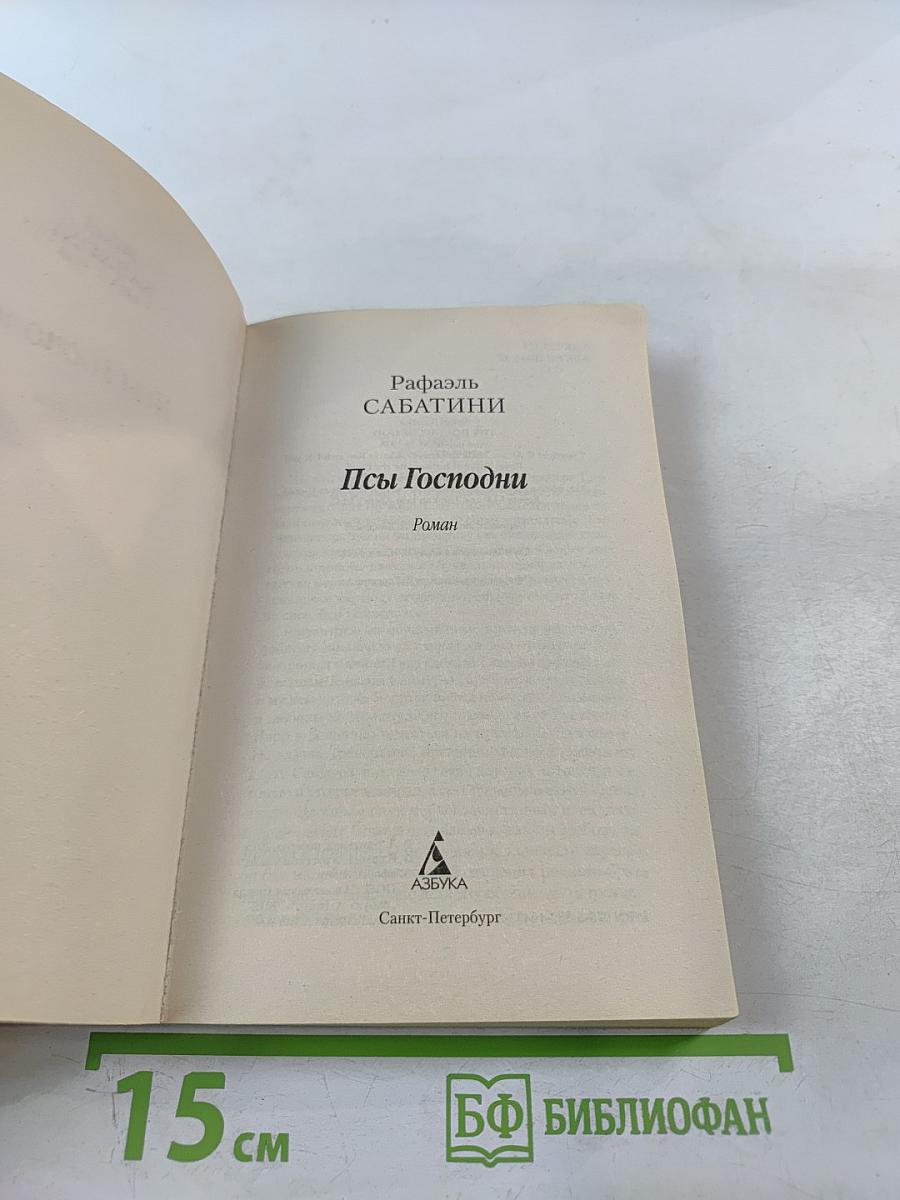 Рафаэль
САБАТИНИ
Псы Господни
Роман
АЗБУКА
Санкт-Петербург
15 см
БФ БИБЛИОФАН